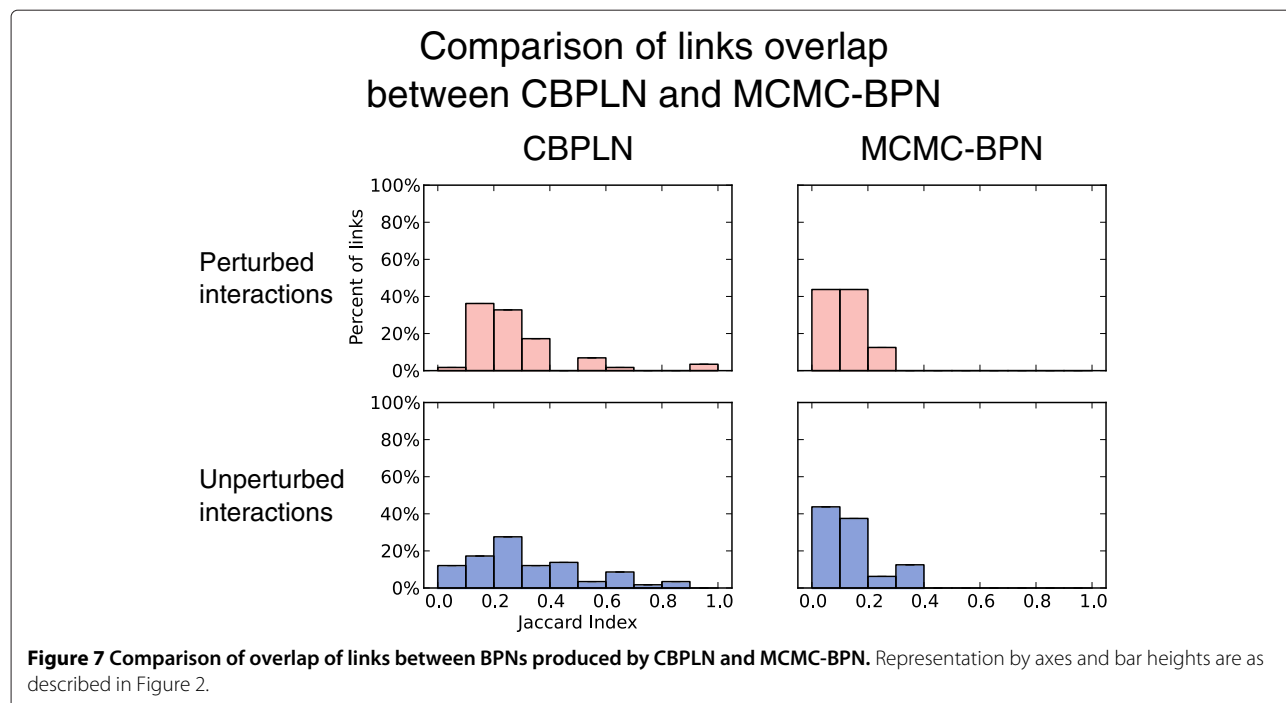 Comparison of links overlap
between CBPLN and MCMC-BPN
CBPLN
MCMC-BPN
Perturbed
interactions
Percent of links
100%
80%
60%
40%
20%
0%
Unperturbed
interactions
100%
80%
60%
40%
20%
0%
0.0 0.2 0.4 0.6 0.8 1.0
Jaccard Index
0.0 0.2 0.4 0.6 0.8 1.0
Figure 7 Comparison of overlap of links between BPNs produced by CBPLN and MCMC-BPN. Representation by axes and bar heights are as
described in Figure 2.